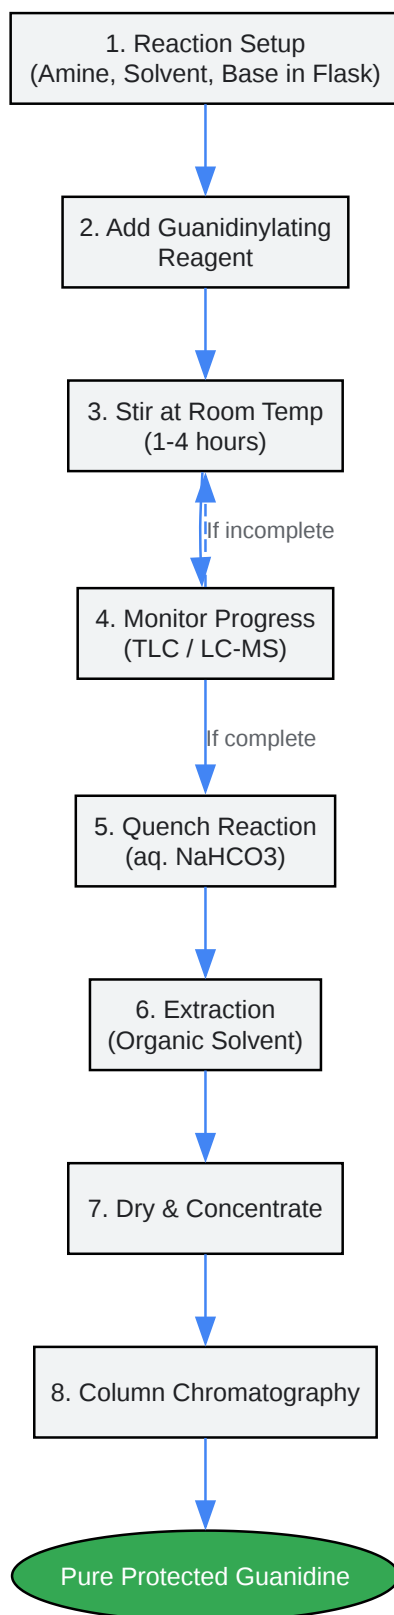 1. Reaction Setup
(Amine, Solvent, Base in Flask)
2. Add Guanidinylating
Reagent
3. Stir at Room Temp
(1-4 hours)
If incomplete
4. Monitor Progress
(TLC / LC-MS)
If complete
5. Quench Reaction
(aq. NaHCO3)
6. Extraction
(Organic Solvent)
7. Dry & Concentrate
8. Column Chromatography
Pure Protected Guanidine